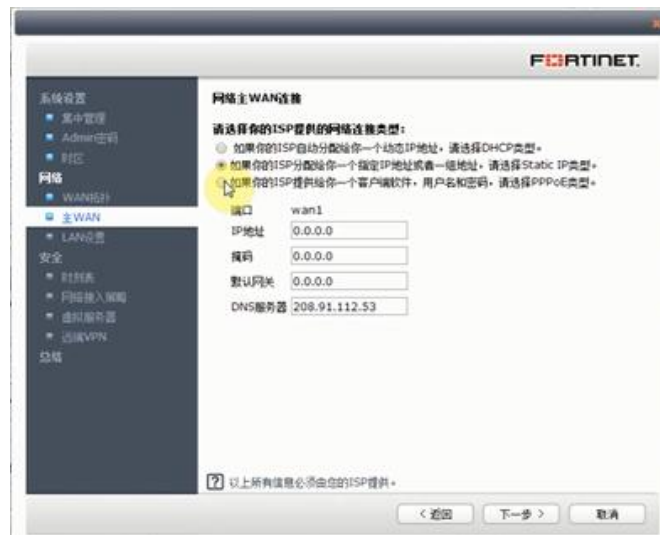 FORTINET.
系统设置
集中管理
Admin密码
时区
网络
WAN拓扑
主WAN
LAN设置
安全
时刻表
网络接入策略
虚拟服务器
远端VPN
总结
网络主WAN连接
请选择你的ISP提供的网络连接类型:
如果你的ISP自动分配给你一个动态IP地址，请选择DHCP类型。
如果你的ISP分配给你一个指定IP地址或者一组地址，请选择Static IP类型。
如果你的ISP提供给你一个客户端软件，用户名和密码，请选择PPPoE类型。
端口 wan1
IP地址 0.0.0.0
掩码 0.0.0.0
默认网关 0.0.0.0
DNS服务器 208.91.112.53
? 以上所有信息必须由您的ISP提供。
<返回 下一步> 取消